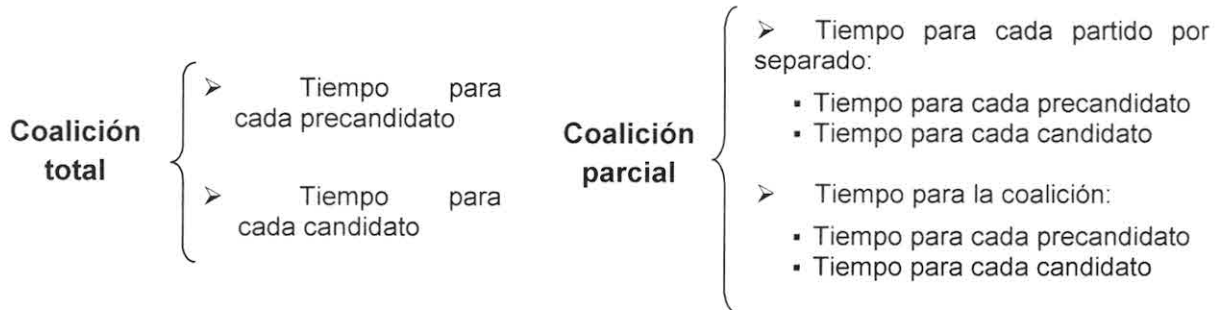 Coalición
total
➢ Tiempo para
cada precandidato
➢ Tiempo para
cada candidato
Coalición
parcial
➢ Tiempo para cada partido por
separado:
▪ Tiempo para cada precandidato
▪ Tiempo para cada candidato
➢ Tiempo para la coalición:
▪ Tiempo para cada precandidato
▪ Tiempo para cada candidato